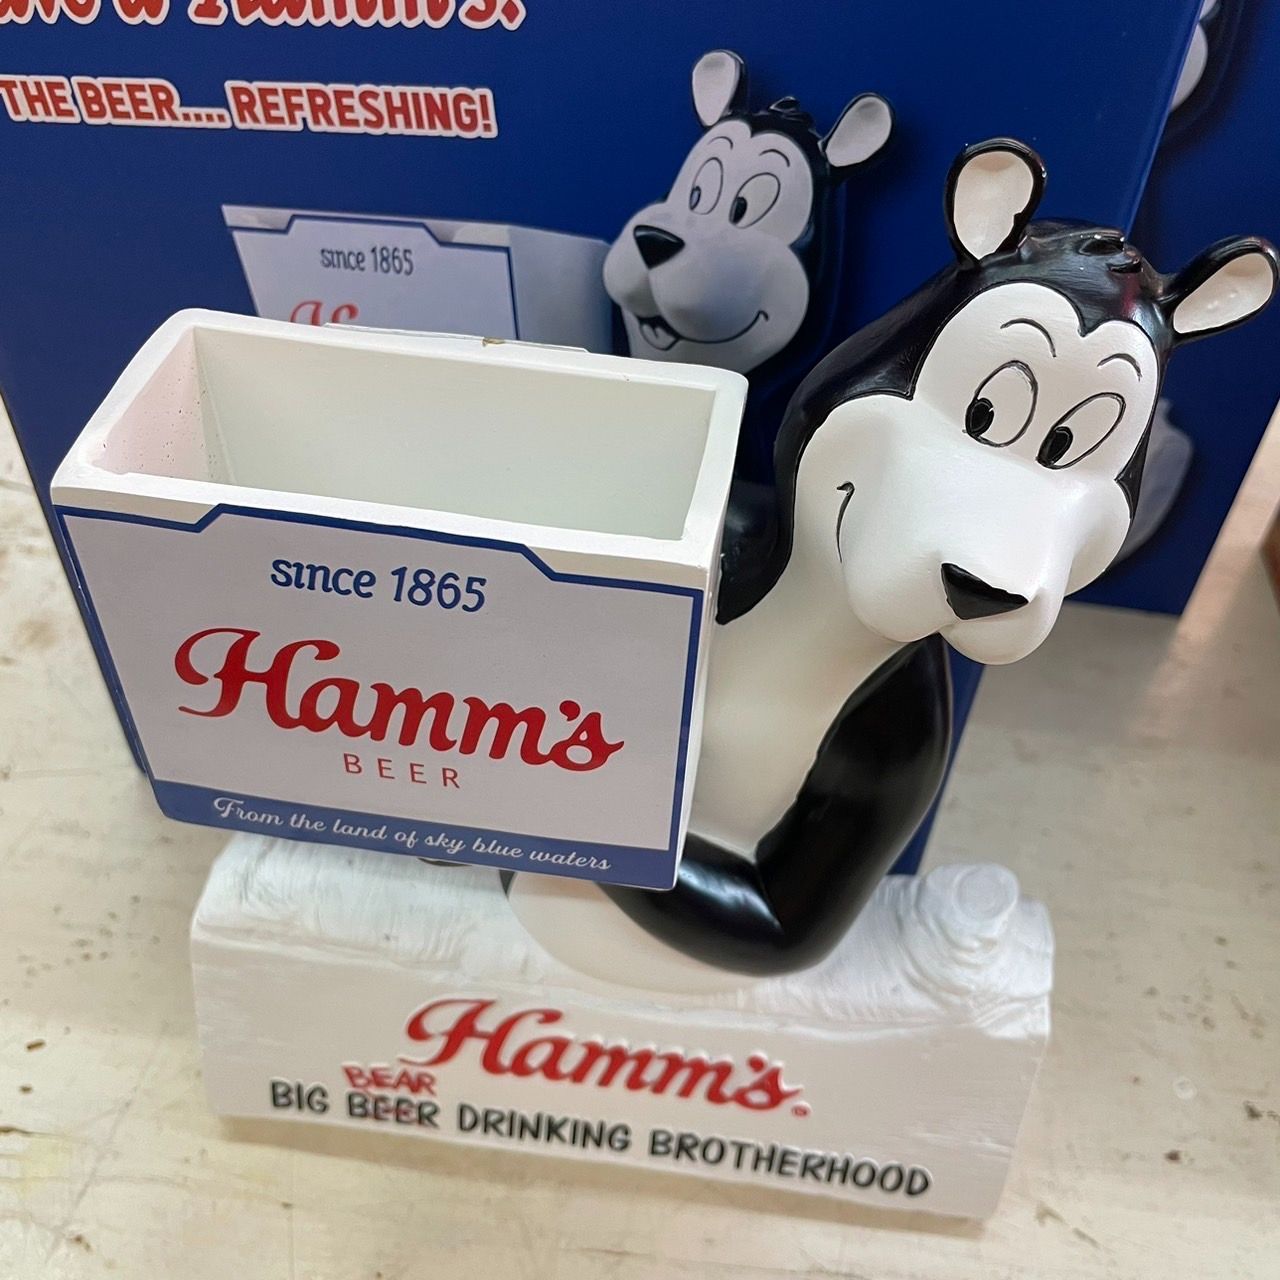 THE BEER.... REFRESHING!
since 1865
since 1865
Hamm's
BEER
From the land of sky blue waters
Hamm's®
BEAR
BIG BEER DRINKING BROTHERHOOD